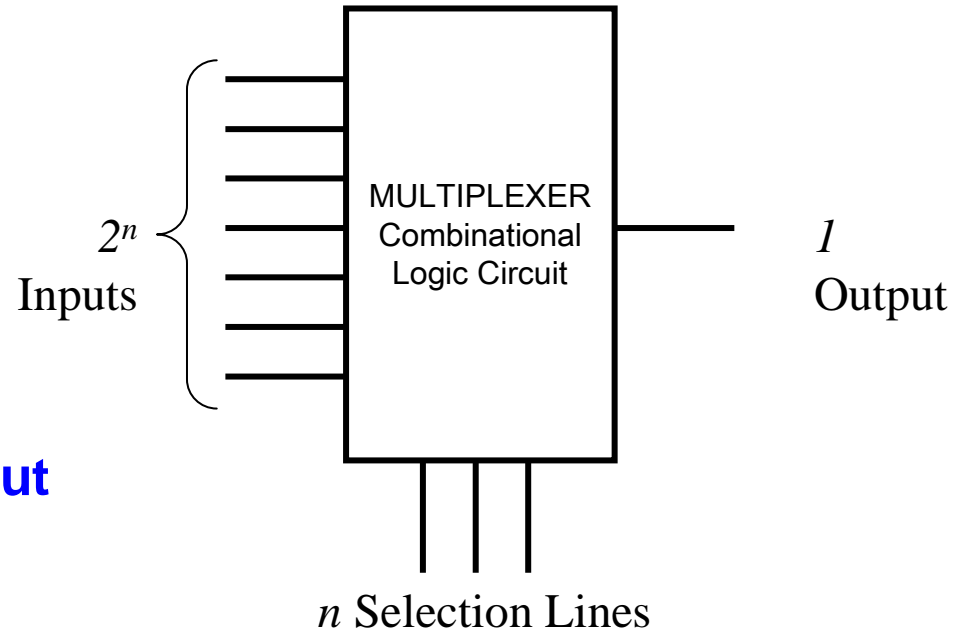 MULTIPLEXER
Combinational
Logic Circuit
2ⁿ
Inputs
1
Output
ut
n Selection Lines